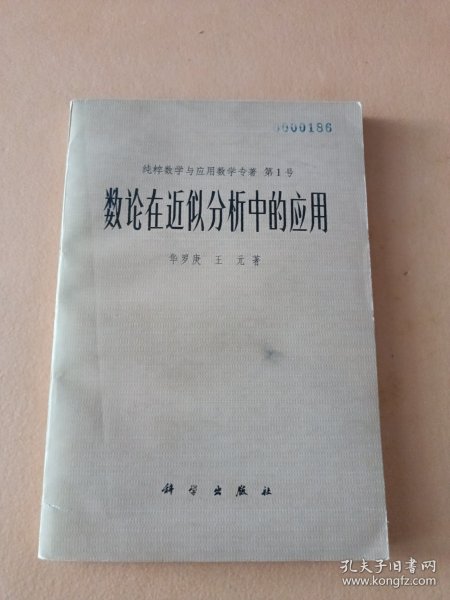 0000186
纯粹数学与应用数学专著 第1号
数论在近似分析中的应用
华罗庚 王 元 著
科学出版社
孔夫子旧书网
www.kongfz.com